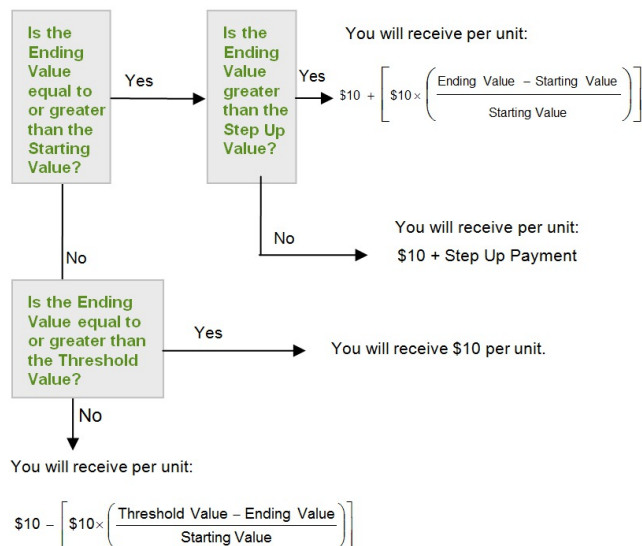 Is the
Ending
Value
equal to
or greater
than the
Starting
Value?
Yes
Is the
Ending
Value
greater
than the
Step Up
Value?
Yes
You will receive per unit:
$10 + [ $10 × ( Ending Value – Starting Value
Starting Value ) ]
No
You will receive per unit:
$10 + Step Up Payment
No
Is the Ending
Value equal to
or greater than
the Threshold
Value?
Yes
You will receive $10 per unit.
No
You will receive per unit:
$10 – [ $10× ( Threshold Value – Ending Value
Starting Value ) ]